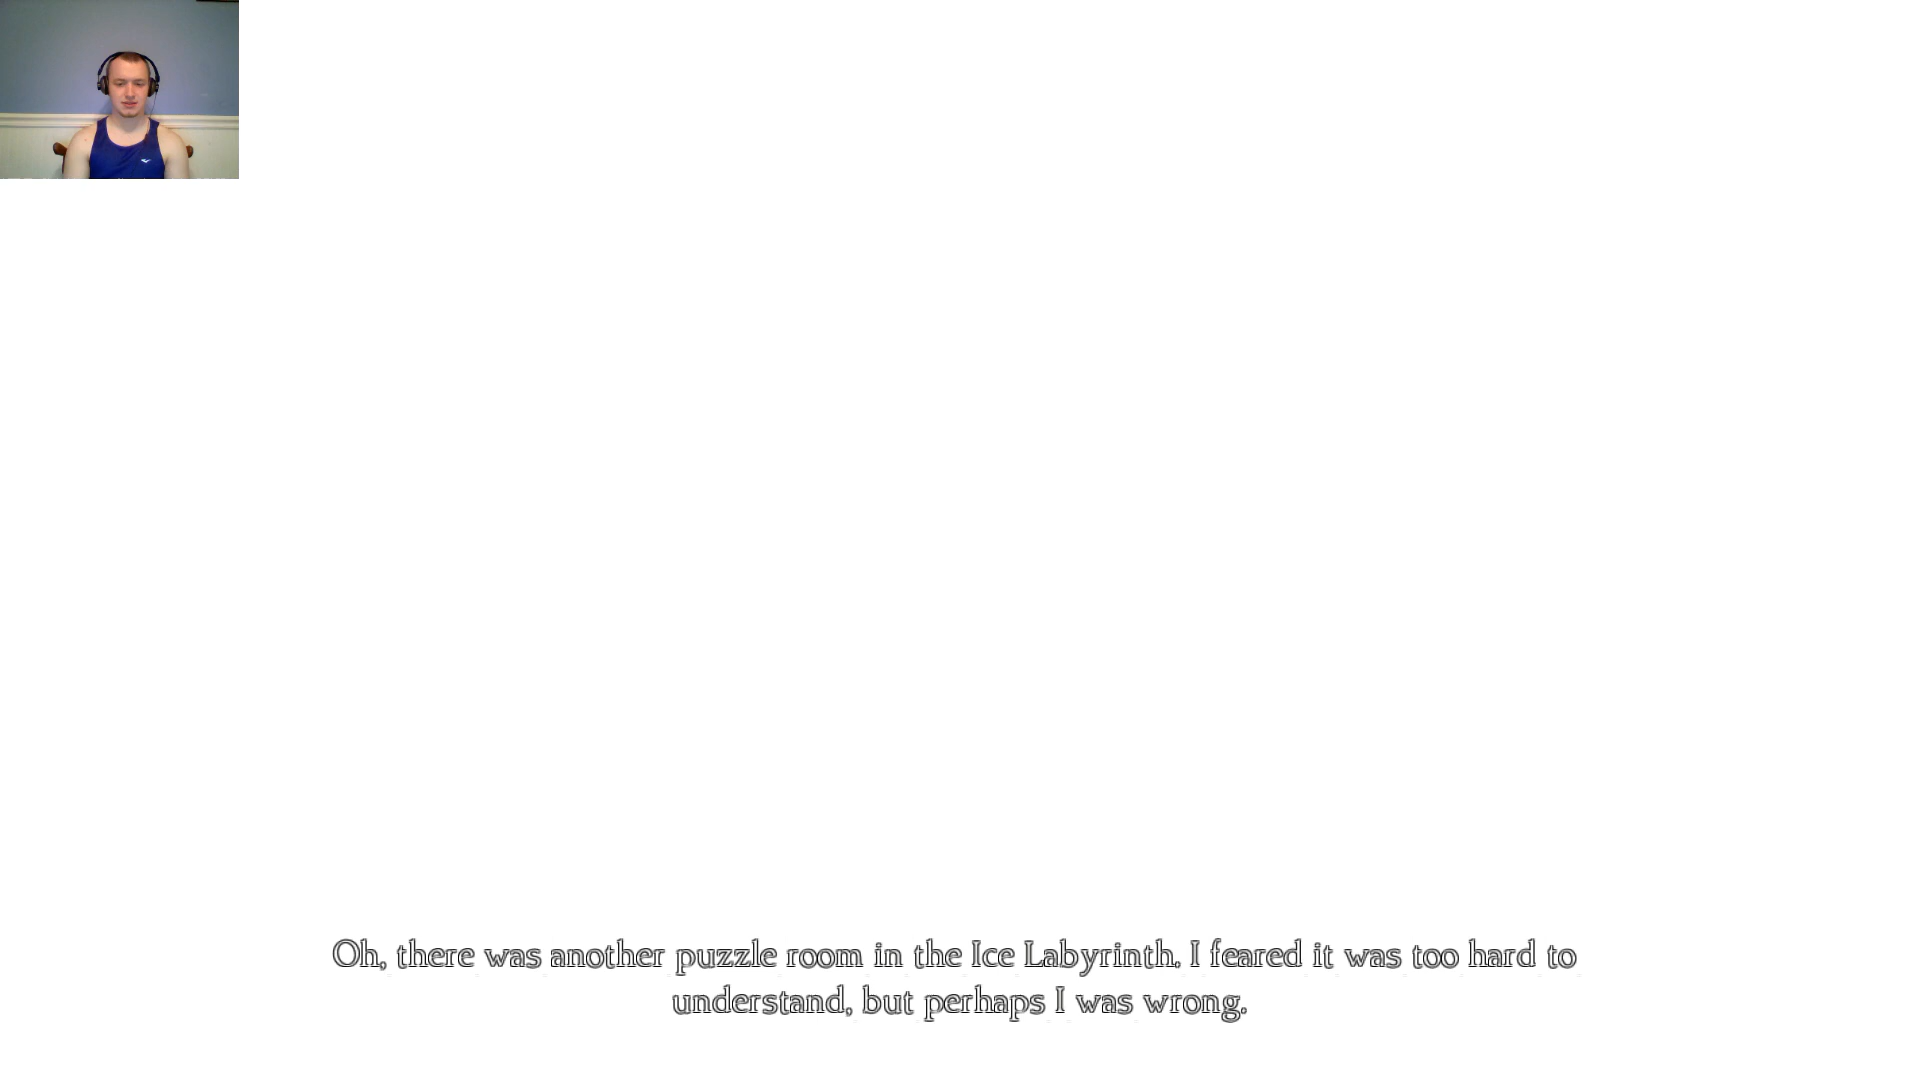 Oh, there was another puzzle room in the Ice Labyrinth. I feared it was too hard to
understand, but perhaps I was wrong.